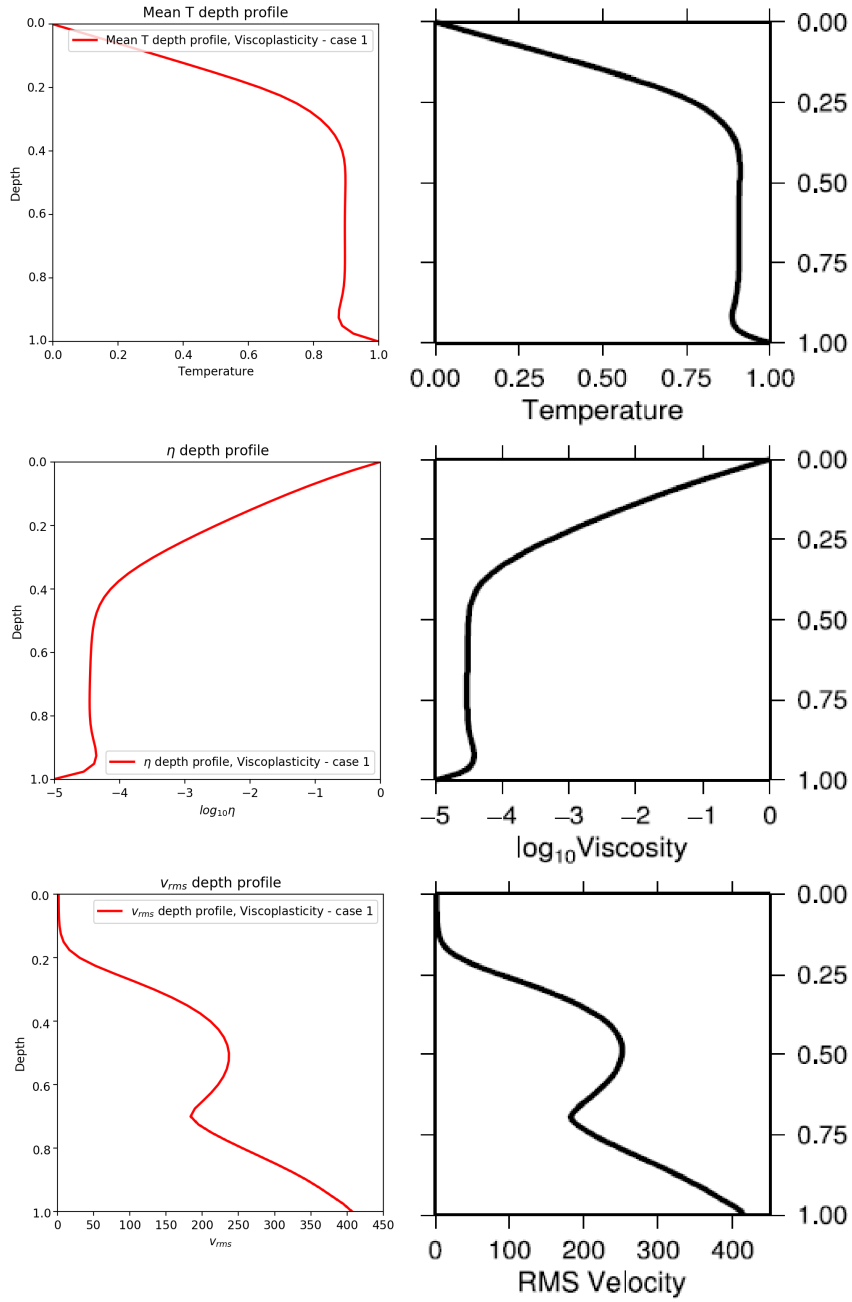 Mean T depth profile
Mean T depth profile, Viscoplasticity - case 1
0.0
0.2
0.4
0.6
0.8
1.0
Depth
0.0 0.2 0.4 0.6 0.8 1.0
Temperature
0.00
0.25
0.50
0.75
1.00
0.00 0.25 0.50 0.75 1.00
Temperature
η depth profile
0.0
0.2
0.4
0.6
0.8
1.0
Depth
η depth profile, Viscoplasticity - case 1
−5 −4 −3 −2 −1 0
log₁₀η
0.00
0.25
0.50
0.75
1.00
−5 −4 −3 −2 −1 0
log₁₀Viscosity
v_rms depth profile
v_rms depth profile, Viscoplasticity - case 1
0.0
0.2
0.4
0.6
0.8
1.0
Depth
0 50 100 150 200 250 300 350 400 450
v_rms
0.00
0.25
0.50
0.75
1.00
0 100 200 300 400
RMS Velocity